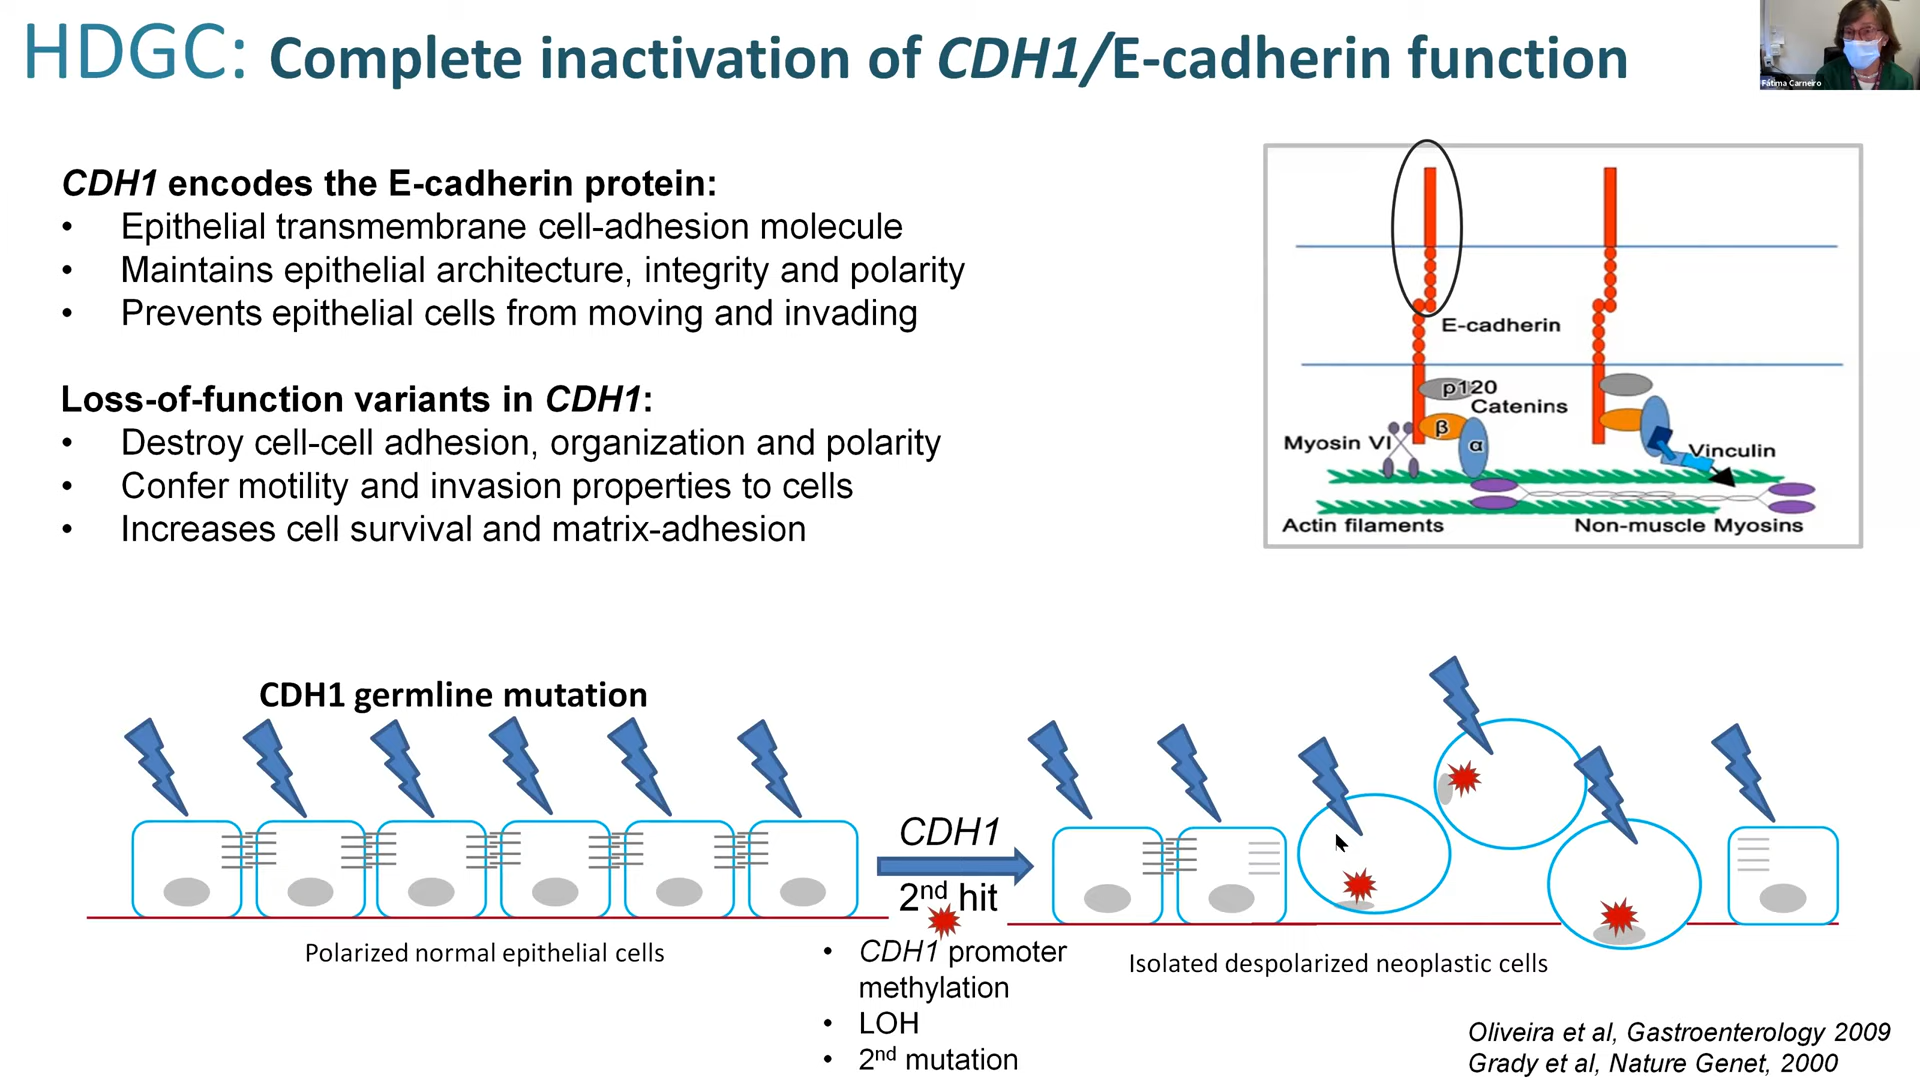 HDGC: Complete inactivation of CDH1/E-cadherin function
Fátima Carneiro
CDH1 encodes the E-cadherin protein:
• Epithelial transmembrane cell-adhesion molecule
• Maintains epithelial architecture, integrity and polarity
• Prevents epithelial cells from moving and invading
Loss-of-function variants in CDH1:
• Destroy cell-cell adhesion, organization and polarity
• Confer motility and invasion properties to cells
• Increases cell survival and matrix-adhesion
E-cadherin
p120
Catenins
β
α
Myosin VI
Vinculin
Actin filaments
Non-muscle Myosins
CDH1 germline mutation
Polarized normal epithelial cells
CDH1
2nd hit
• CDH1 promoter
methylation
• LOH
• 2nd mutation
Isolated despolarized neoplastic cells
Oliveira et al, Gastroenterology 2009
Grady et al, Nature Genet, 2000